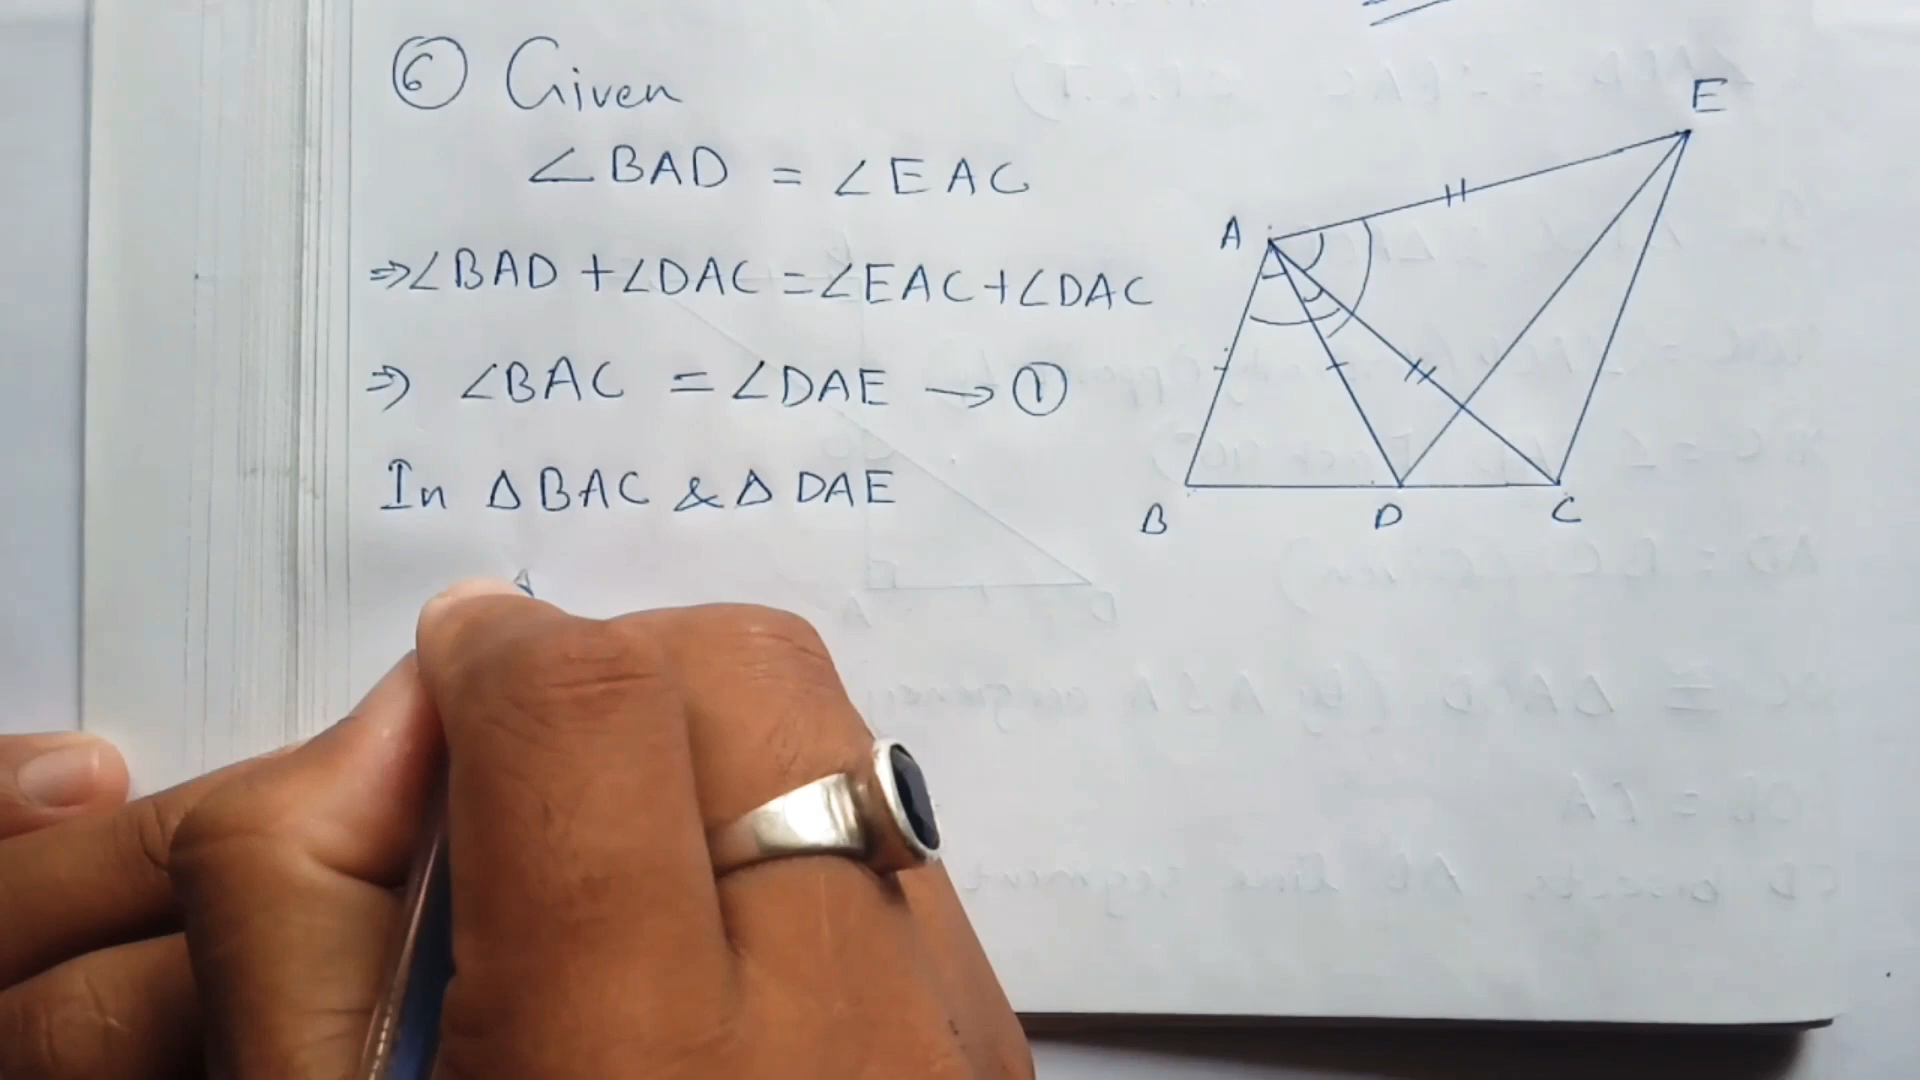 ⑥ Given
∠BAD = ∠EAC
⇒∠BAD + ∠DAC = ∠EAC + ∠DAC
⇒ ∠BAC = ∠DAE → ①
In △BAC & △DAE
A
E
A
B
D
C